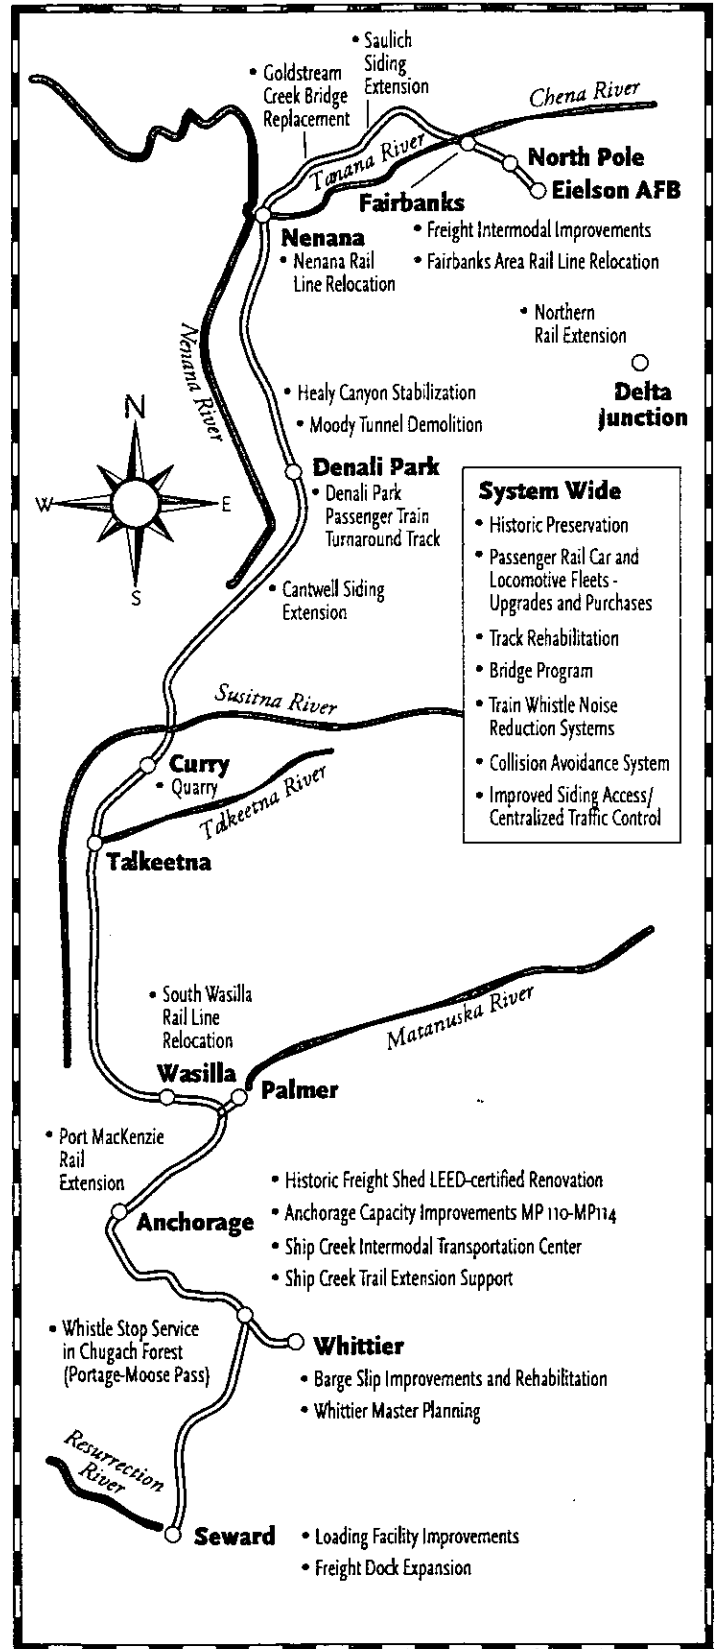 • Saulich
Siding
Extension
• Goldstream
Creek Bridge
Replacement
Chena River
Tanana River
North Pole
Eielson AFB
Fairbanks
• Freight Intermodal Improvements
• Fairbanks Area Rail Line Relocation
Nenana
• Nenana Rail
Line Relocation
• Northern
Rail Extension
Delta
Junction
Nenana River
• Healy Canyon Stabilization
• Moody Tunnel Demolition
N
W
E
S
Denali Park
• Denali Park
Passenger Train
Turnaround Track
• Cantwell Siding
Extension
System Wide
• Historic Preservation
• Passenger Rail Car and
Locomotive Fleets -
Upgrades and Purchases
• Track Rehabilitation
• Bridge Program
• Train Whistle Noise
Reduction Systems
• Collision Avoidance System
• Improved Siding Access/
Centralized Traffic Control
Susitna River
Curry
• Quarry
Talkeetna River
Talkeetna
• South Wasilla
Rail Line
Relocation
Matanuska River
Wasilla
Palmer
• Port MacKenzie
Rail
Extension
Anchorage
• Historic Freight Shed LEED-certified Renovation
• Anchorage Capacity Improvements MP 110-MP114
• Ship Creek Intermodal Transportation Center
• Ship Creek Trail Extension Support
• Whistle Stop Service
in Chugach Forest
(Portage-Moose Pass)
Whittier
• Barge Slip Improvements and Rehabilitation
• Whittier Master Planning
Resurrection
River
Seward
• Loading Facility Improvements
• Freight Dock Expansion